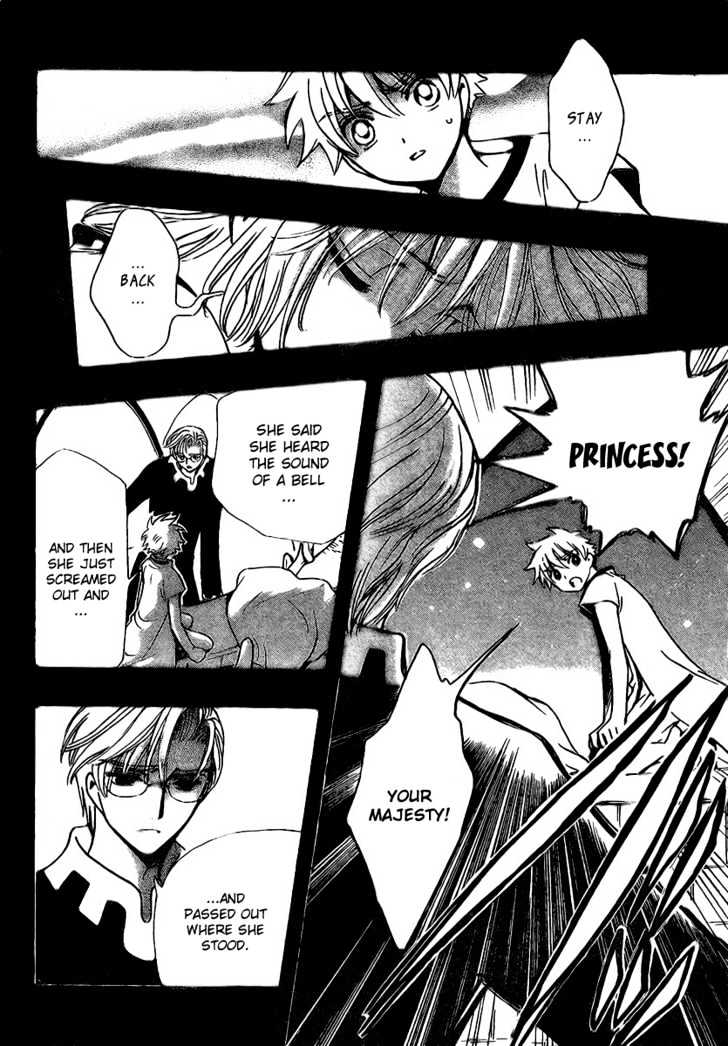 STAY
...
...
BACK
...
PRINCESS!
YOUR
MAJESTY!
SHE SAID
SHE HEARD
THE SOUND
OF A BELL
...
AND THEN
SHE JUST
SCREAMED
OUT AND
...
...AND
PASSED OUT
WHERE SHE
STOOD.